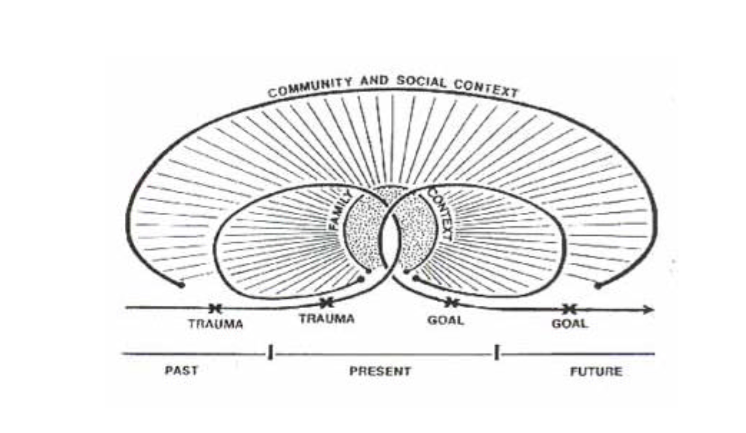 COMMUNITY AND SOCIAL CONTEXT
FAMILY
CONTEXT
TRAUMA
TRAUMA
GOAL
GOAL
PAST
PRESENT
FUTURE